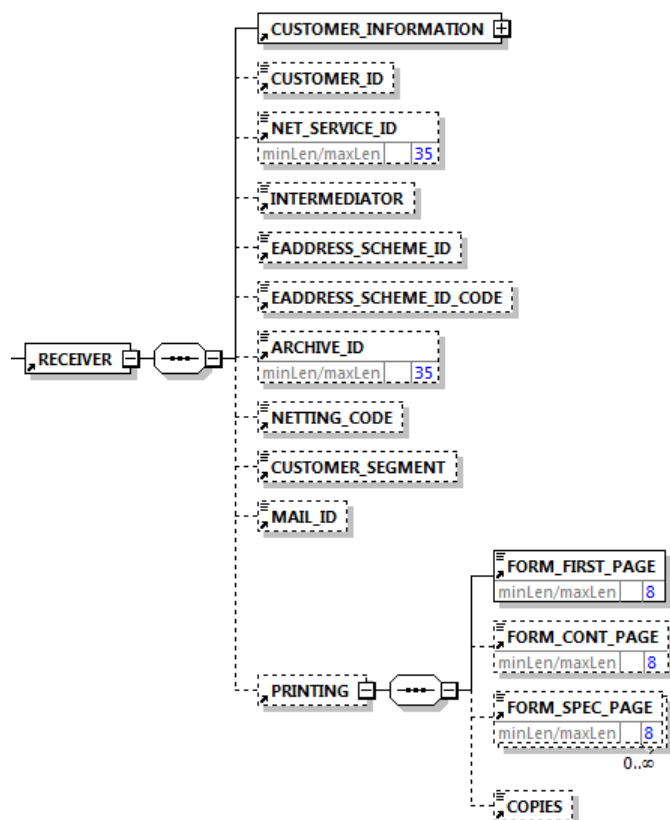 CUSTOMER_INFORMATION
CUSTOMER_ID
NET_SERVICE_ID
minLen/maxLen 35
INTERMEDIATOR
EADDRESS_SCHEME_ID
EADDRESS_SCHEME_ID_CODE
RECEIVER
ARCHIVE_ID
minLen/maxLen 35
NETTING_CODE
CUSTOMER_SEGMENT
MAIL_ID
FORM_FIRST_PAGE
minLen/maxLen 8
FORM_CONT_PAGE
minLen/maxLen 8
PRINTING
FORM_SPEC_PAGE
minLen/maxLen 8
0..∞
COPIES